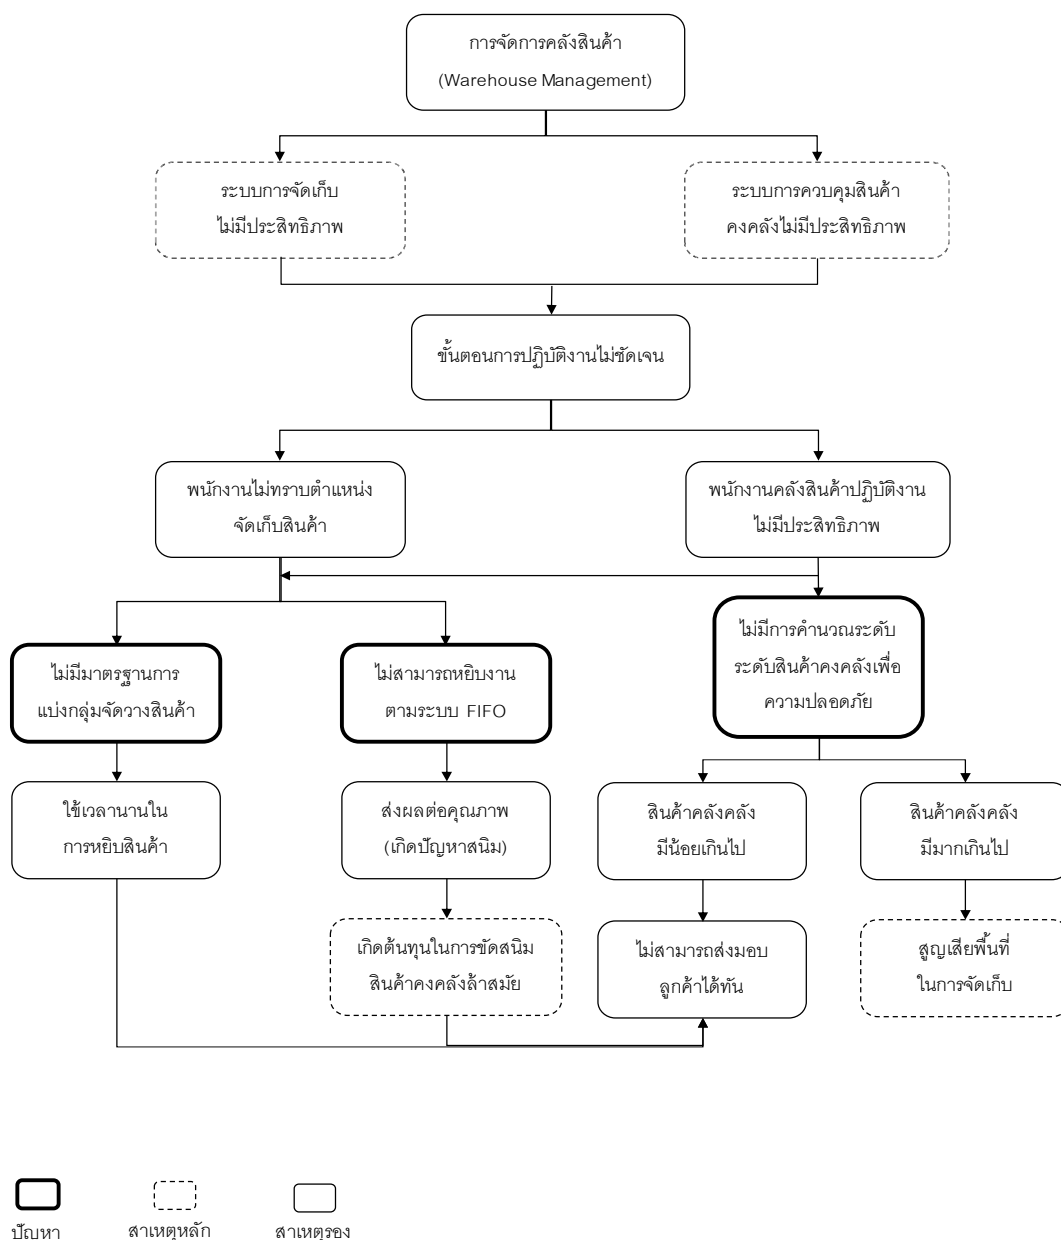 การจัดการคลังสินค้า
(Warehouse Management)
ระบบการจัดเก็บ
ไม่มีประสิทธิภาพ
ระบบการควบคุมสินค้า
คงคลังไม่มีประสิทธิภาพ
ขั้นตอนการปฏิบัติงานไม่ชัดเจน
พนักงานไม่ทราบตำแหน่ง
จัดเก็บสินค้า
พนักงานคลังสินค้าปฏิบัติงาน
ไม่มีประสิทธิภาพ
ไม่มีมาตรฐานการ
แบ่งกลุ่มจัดวางสินค้า
ไม่สามารถหยิบงาน
ตามระบบ FIFO
ไม่มีการคำนวณระดับ
ระดับสินค้าคงคลังเพื่อ
ความปลอดภัย
ใช้เวลานานใน
การหยิบสินค้า
ส่งผลต่อคุณภาพ
(เกิดปัญหาสนิม)
สินค้าคลังคลัง
มีน้อยเกินไป
สินค้าคลังคลัง
มีมากเกินไป
เกิดต้นทุนในการขัดสนิม
สินค้าคงคลังล้าสมัย
ไม่สามารถส่งมอบ
ลูกค้าได้ทัน
สูญเสียพื้นที่
ในการจัดเก็บ
ปัญหา
สาเหตุหลัก
สาเหตุรอง